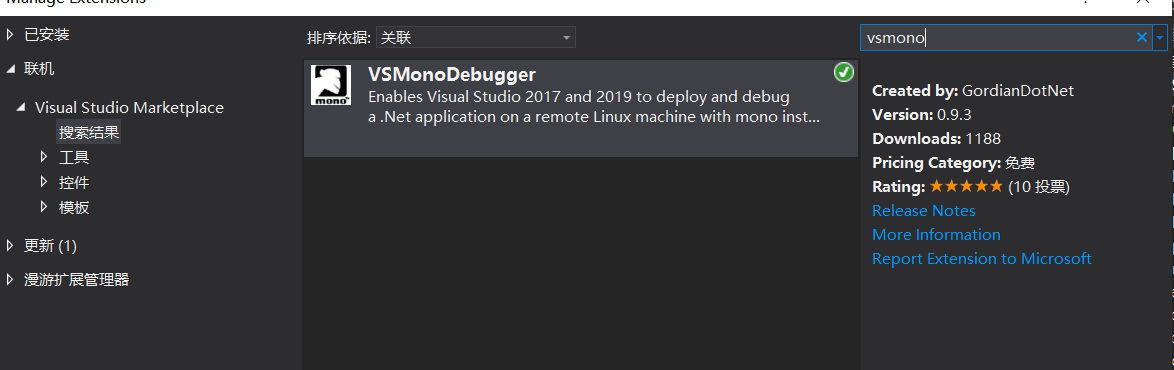 Manage Extensions
已安装
联机
Visual Studio Marketplace
搜索结果
工具
控件
模板
更新 (1)
漫游扩展管理器
排序依据: 关联
mono
VSMonoDebugger
Enables Visual Studio 2017 and 2019 to deploy and debug
a .Net application on a remote Linux machine with mono inst...
vsmono
Created by: GordianDotNet
Version: 0.9.3
Downloads: 1188
Pricing Category: 免费
Rating: ★★★★★ (10 投票)
Release Notes
More Information
Report Extension to Microsoft